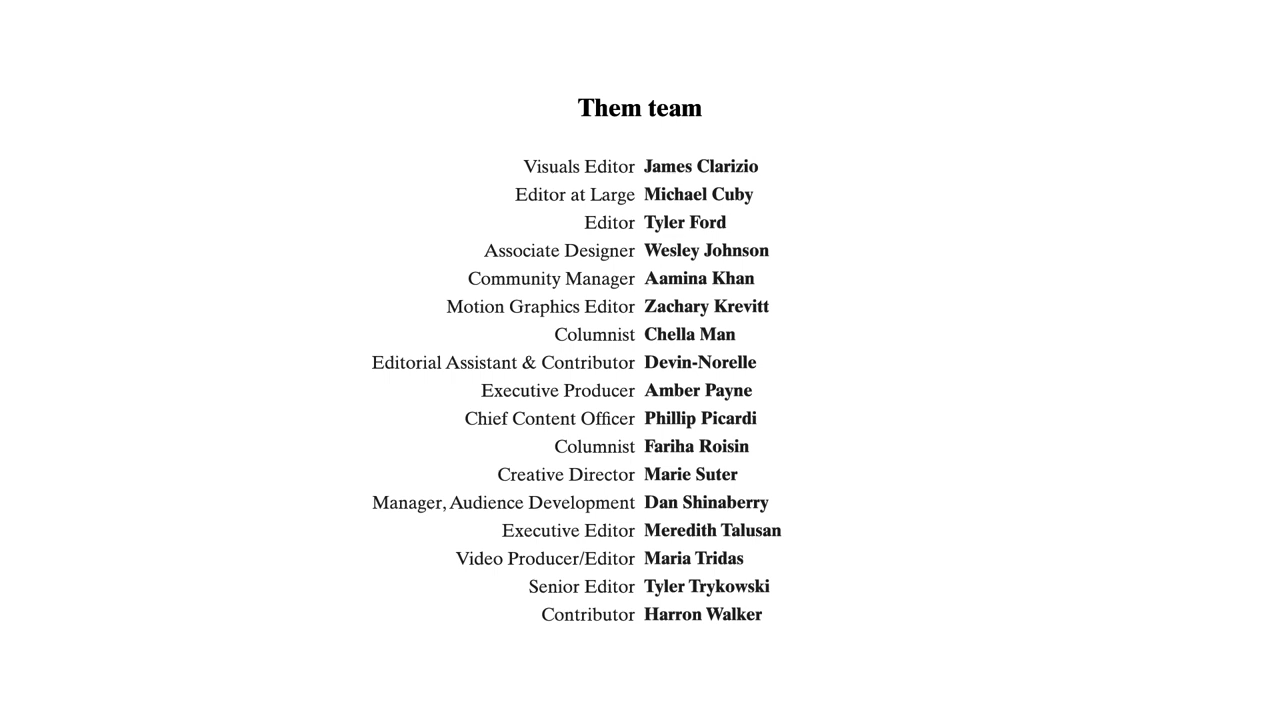 Them team
Visuals Editor James Clarizio
Editor at Large Michael Cuby
Editor Tyler Ford
Associate Designer Wesley Johnson
Community Manager Aamina Khan
Motion Graphics Editor Zachary Krevitt
Columnist Chella Man
Editorial Assistant & Contributor Devin-Norelle
Executive Producer Amber Payne
Chief Content Officer Phillip Picardi
Columnist Fariha Roisin
Creative Director Marie Suter
Manager, Audience Development Dan Shinaberry
Executive Editor Meredith Talusan
Video Producer/Editor Maria Tridas
Senior Editor Tyler Trykowski
Contributor Harron Walker